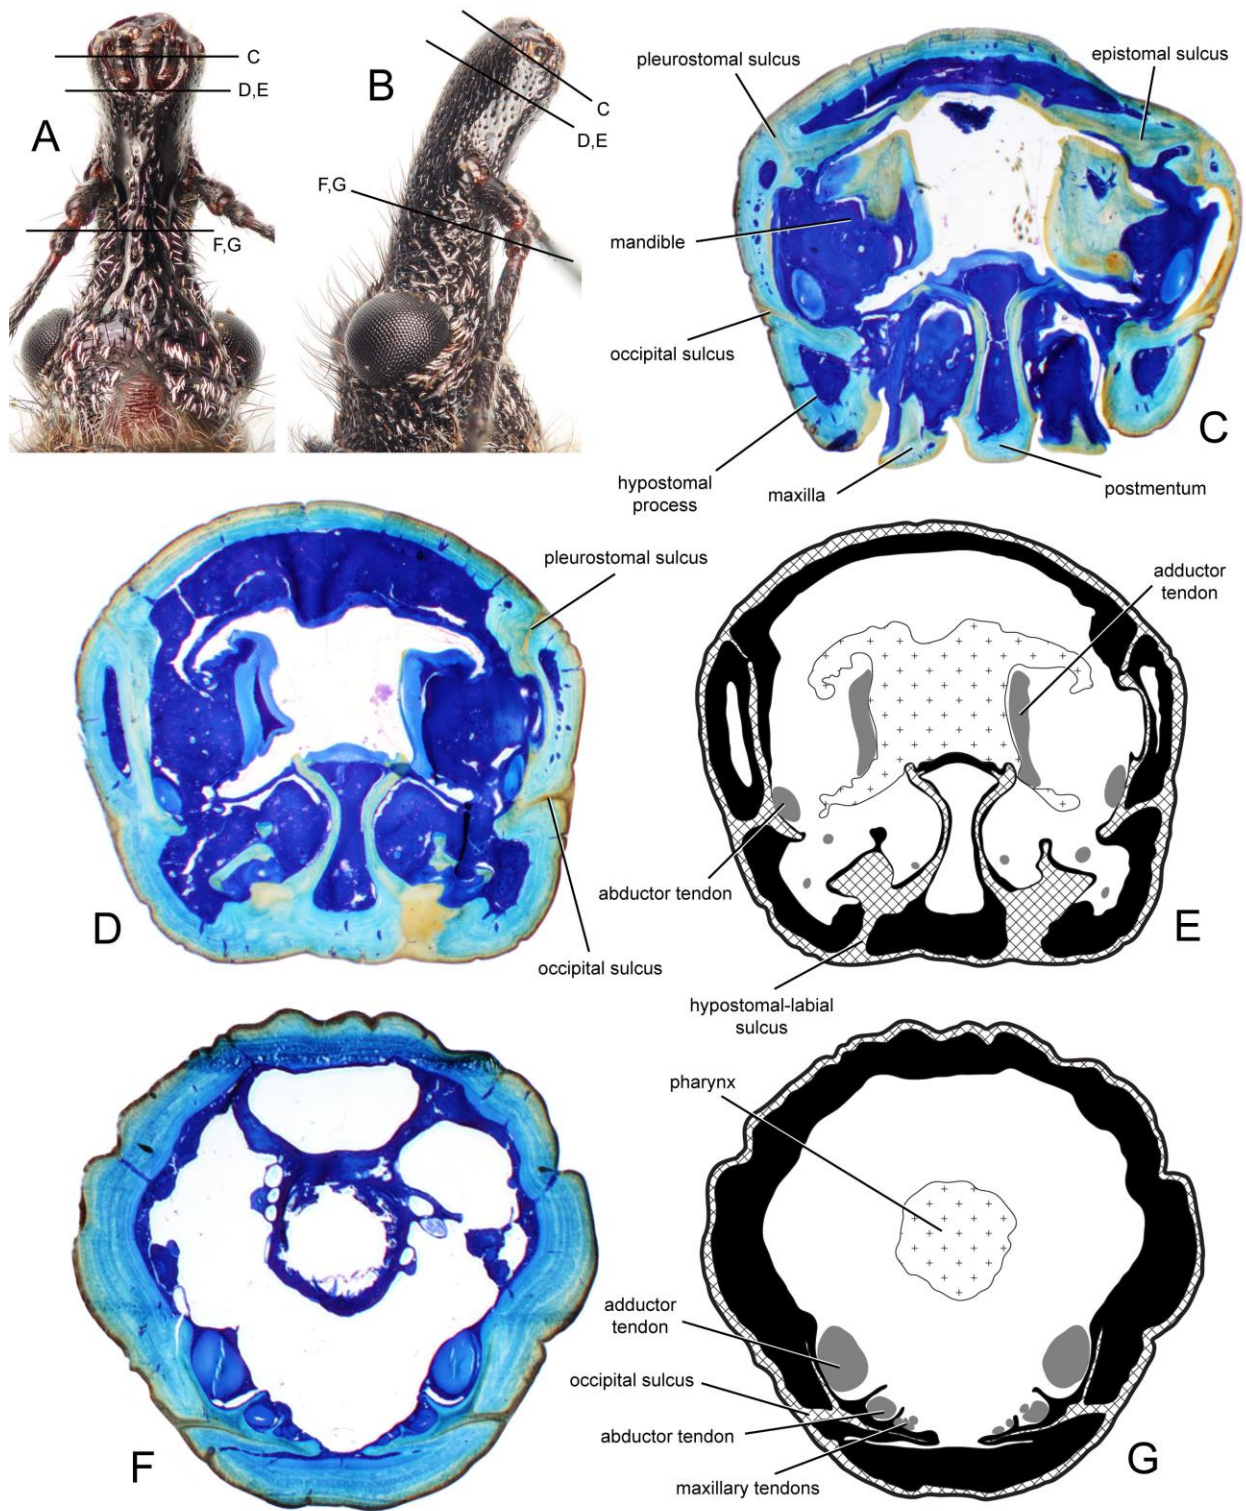 C
D,E
A
F,G
B
C
D,E
F,G
pleurostomal sulcus
epistomal sulcus
mandible
occipital sulcus
hypostomal
process
maxilla
postmentum
C
pleurostomal sulcus
occipital sulcus
D
adductor
tendon
abductor tendon
hypostomal-labial
sulcus
E
F
pharynx
adductor
tendon
occipital sulcus
abductor tendon
maxillary tendons
G